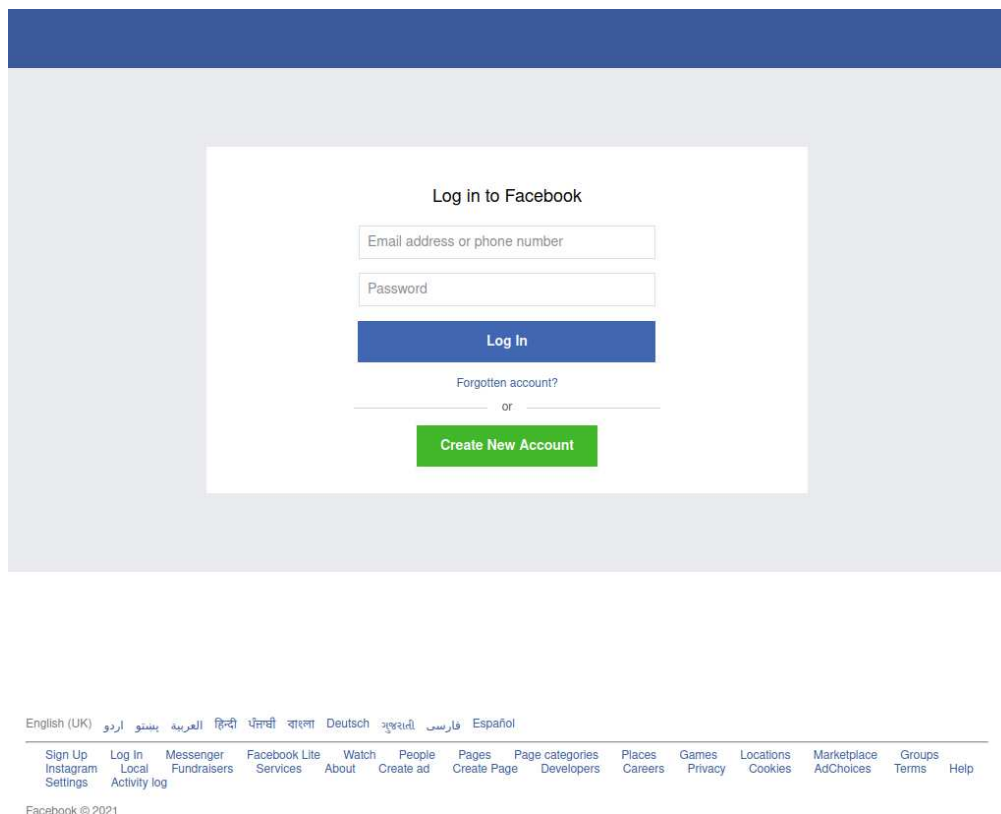 Log in to Facebook
Email address or phone number
Password
Log In
Forgotten account?
or
Create New Account
English (UK) اردو پښتو العربية हिन्दी ਪੰਜਾਬੀ বাংলা Deutsch ગુજરાતી فارسی Español
Sign Up Log In Messenger Facebook Lite Watch People Pages Page categories Places Games Locations Marketplace Groups
Instagram Local Fundraisers Services About Create ad Create Page Developers Careers Privacy Cookies AdChoices Terms Help
Settings Activity log
Facebook © 2021